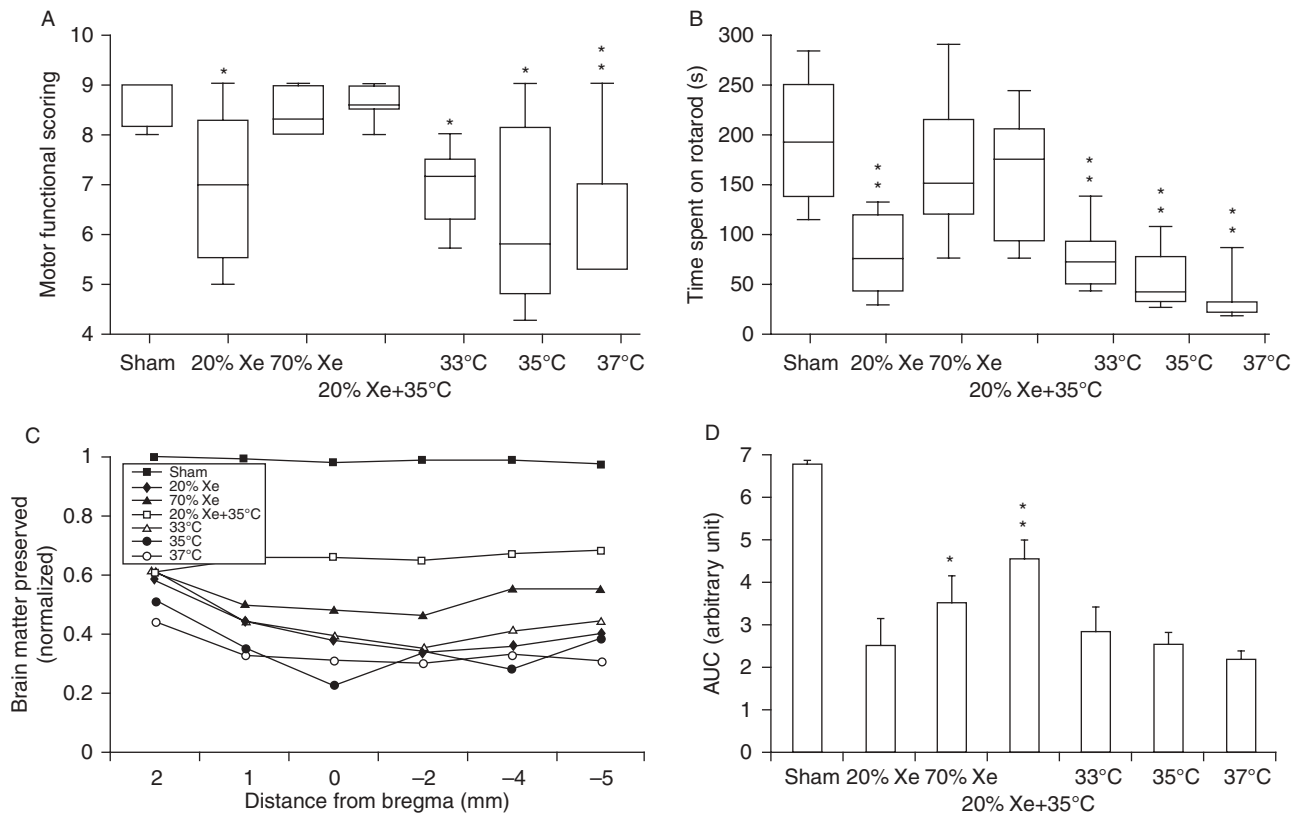 A
Motor functional scoring
10
9
8
7
6
5
4
*
*
*
*
*
Sham 20% Xe 70% Xe 33°C 35°C 37°C
20% Xe+35°C
B
Time spent on rotarod (s)
300
250
200
150
100
50
0
*
*
*
*
*
*
*
*
Sham 20% Xe 70% Xe 33°C 35°C 37°C
20% Xe+35°C
C
Brain matter preserved
(normalized)
1
0.8
0.6
0.4
0.2
0
Sham
20% Xe
70% Xe
20% Xe+35°C
33°C
35°C
37°C
2 1 0 –2 –4 –5
Distance from bregma (mm)
D
AUC (arbitrary unit)
7
6
5
4
3
2
1
0
*
*
*
Sham 20% Xe 70% Xe 33°C 35°C 37°C
20% Xe+35°C